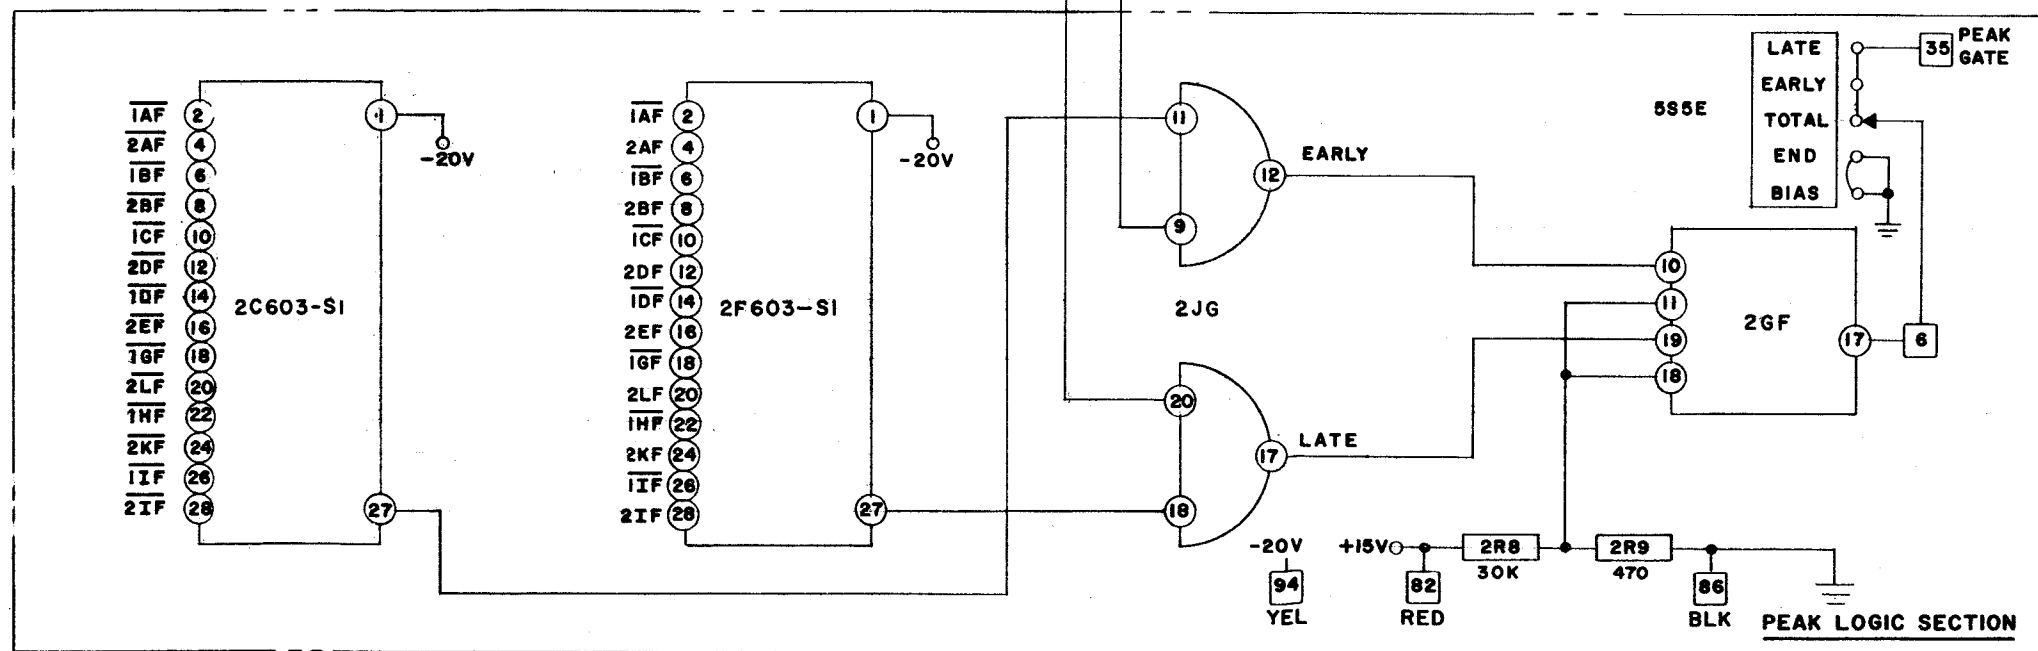 LATE
EARLY
TOTAL
END
BIAS
5S5E
35 PEAK GATE
1AF 2
2AF 4
1BF 6
2BF 8
1CF 10
2DF 12
1DF 14
2EF 16
1GF 18
2LF 20
1HF 22
2KF 24
1IF 26
2IF 28
2C603-S1
1
-20V
27
1AF 2
2AF 4
1BF 6
2BF 8
1CF 10
2DF 12
1DF 14
2EF 16
1GF 18
2LF 20
1HF 22
2KF 24
1IF 26
2IF 28
2F603-S1
1
-20V
27
11
9
12
EARLY
2JG
20
18
17
LATE
10
11
19
18
2GF
17
6
-20V
94
YEL
+15V
82
RED
2R8
30K
2R9
470
86
BLK
PEAK LOGIC SECTION